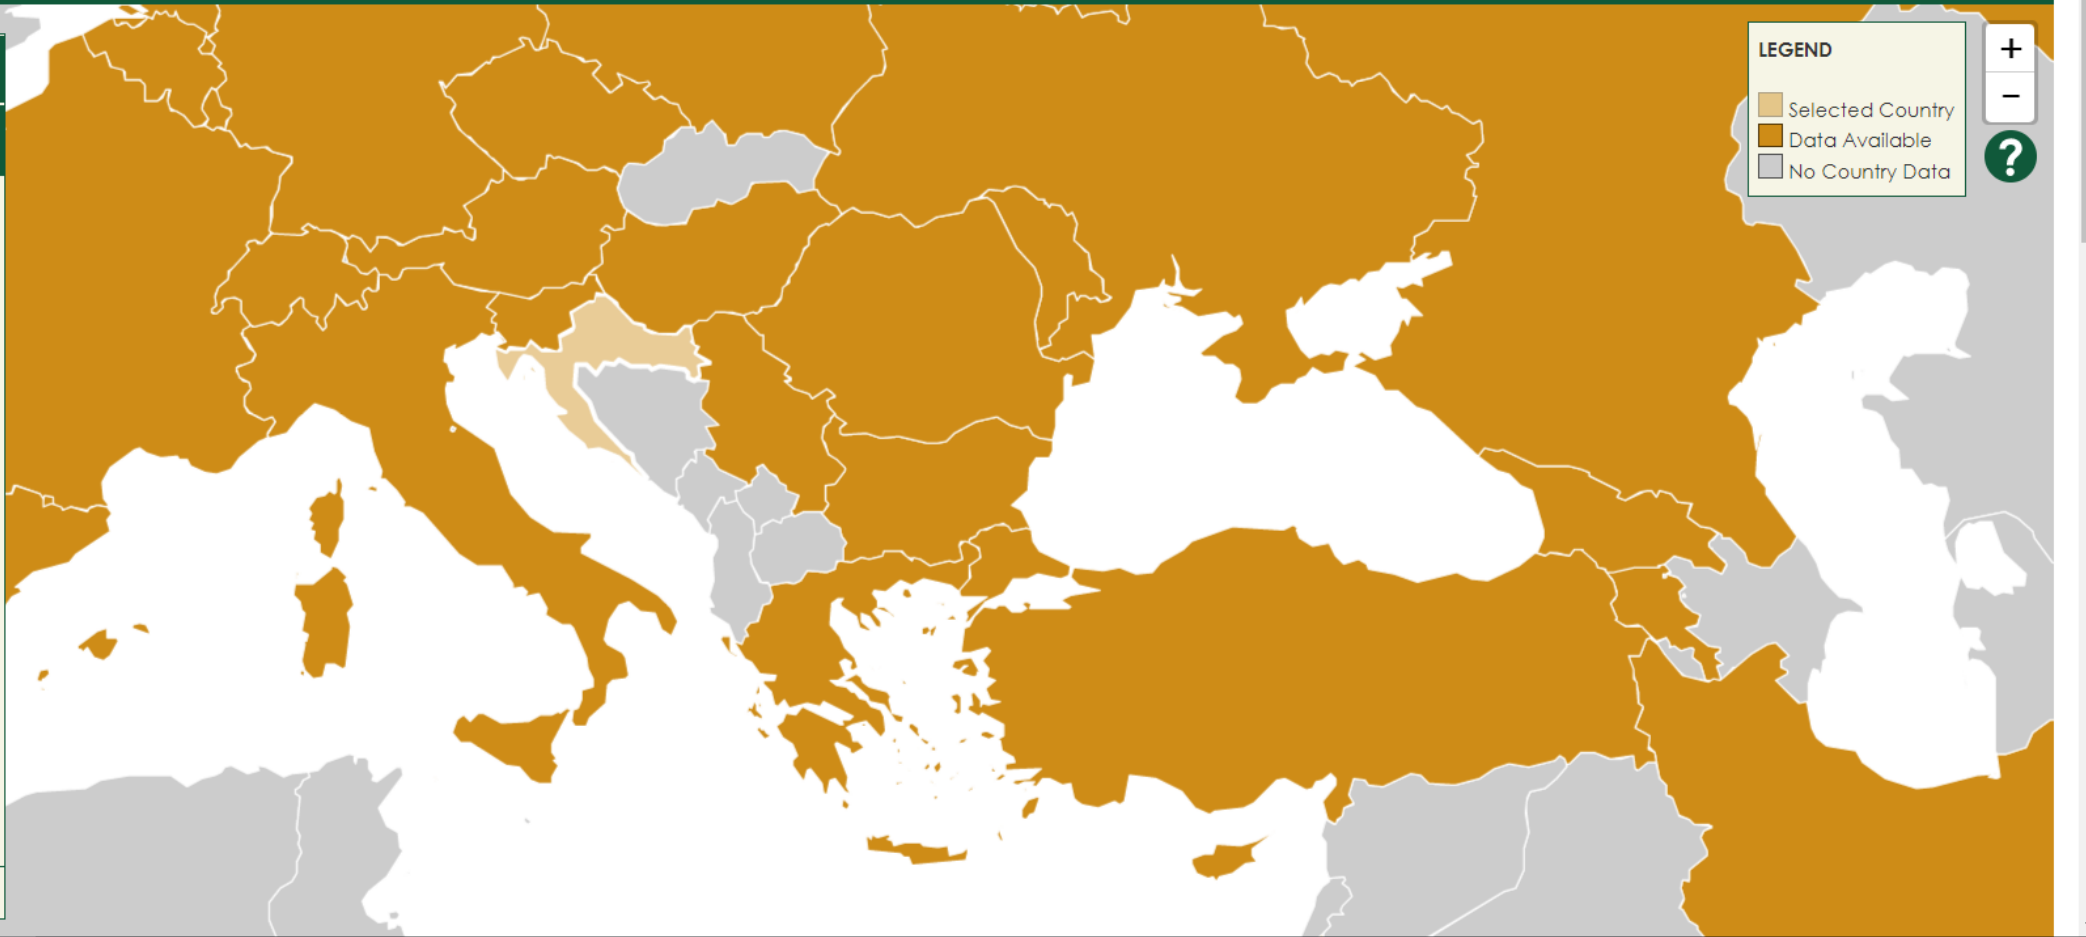 LEGEND
Selected Country
Data Available
No Country Data
+
−
?